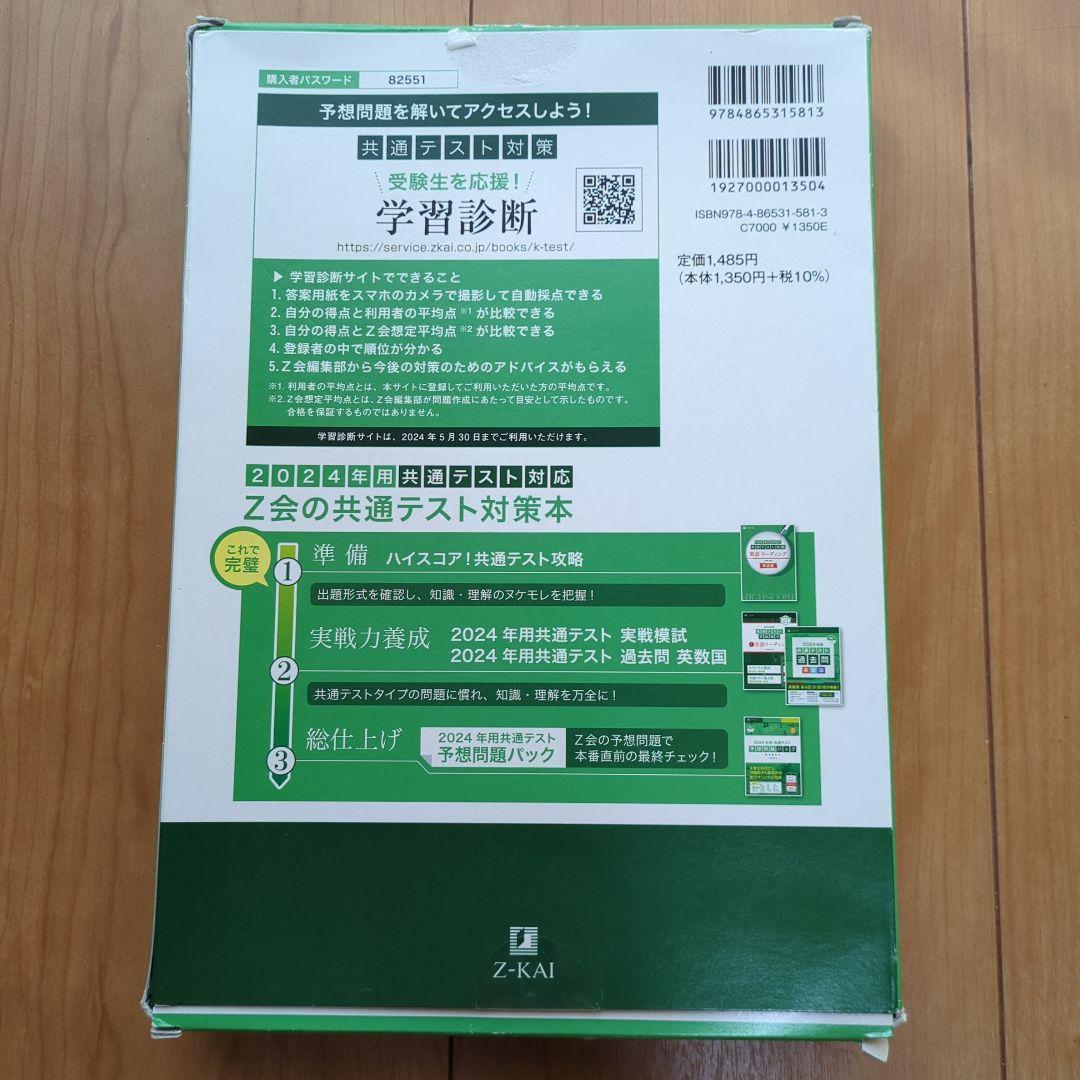 購入者パスワード 82551
予想問題を解いてアクセスしよう！
共通テスト対策
受験生を応援！
学習診断
https://service.zkai.co.jp/books/k-test/
▶ 学習診断サイトでできること
1. 答案用紙をスマホのカメラで撮影して自動採点できる
2. 自分の得点と利用者の平均点※1 が比較できる
3. 自分の得点とZ会想定平均点※2 が比較できる
4. 登録者の中で順位が分かる
5. Z会編集部から今後の対策のためのアドバイスがもらえる
※1. 利用者の平均点とは、本サイトに登録してご利用いただいた方の平均点です。
※2. Z会想定平均点とは、Z会編集部が問題作成にあたって目安として示したものです。
合格を保証するものではありません。
学習診断サイトは、2024年5月30日までご利用いただけます。
9784865315813
1927000013504
ISBN978-4-86531-581-3
C7000 ￥1350E
定価1,485円
（本体1,350円＋税10%）
2024年用共通テスト対応
Z会の共通テスト対策本
これで
完璧
1 準備 ハイスコア！共通テスト攻略
出題形式を確認し、知識・理解のヌケモレを把握！
2 実戦力養成 2024年用共通テスト 実戦模試
2024年用共通テスト 過去問 英数国
共通テストタイプの問題に慣れ、知識・理解を万全に！
3 総仕上げ 2024年用共通テスト
予想問題パック
Z会の予想問題で
本番直前の最終チェック！
英語リーディング
過去問
予想問題パック
Z-KAI